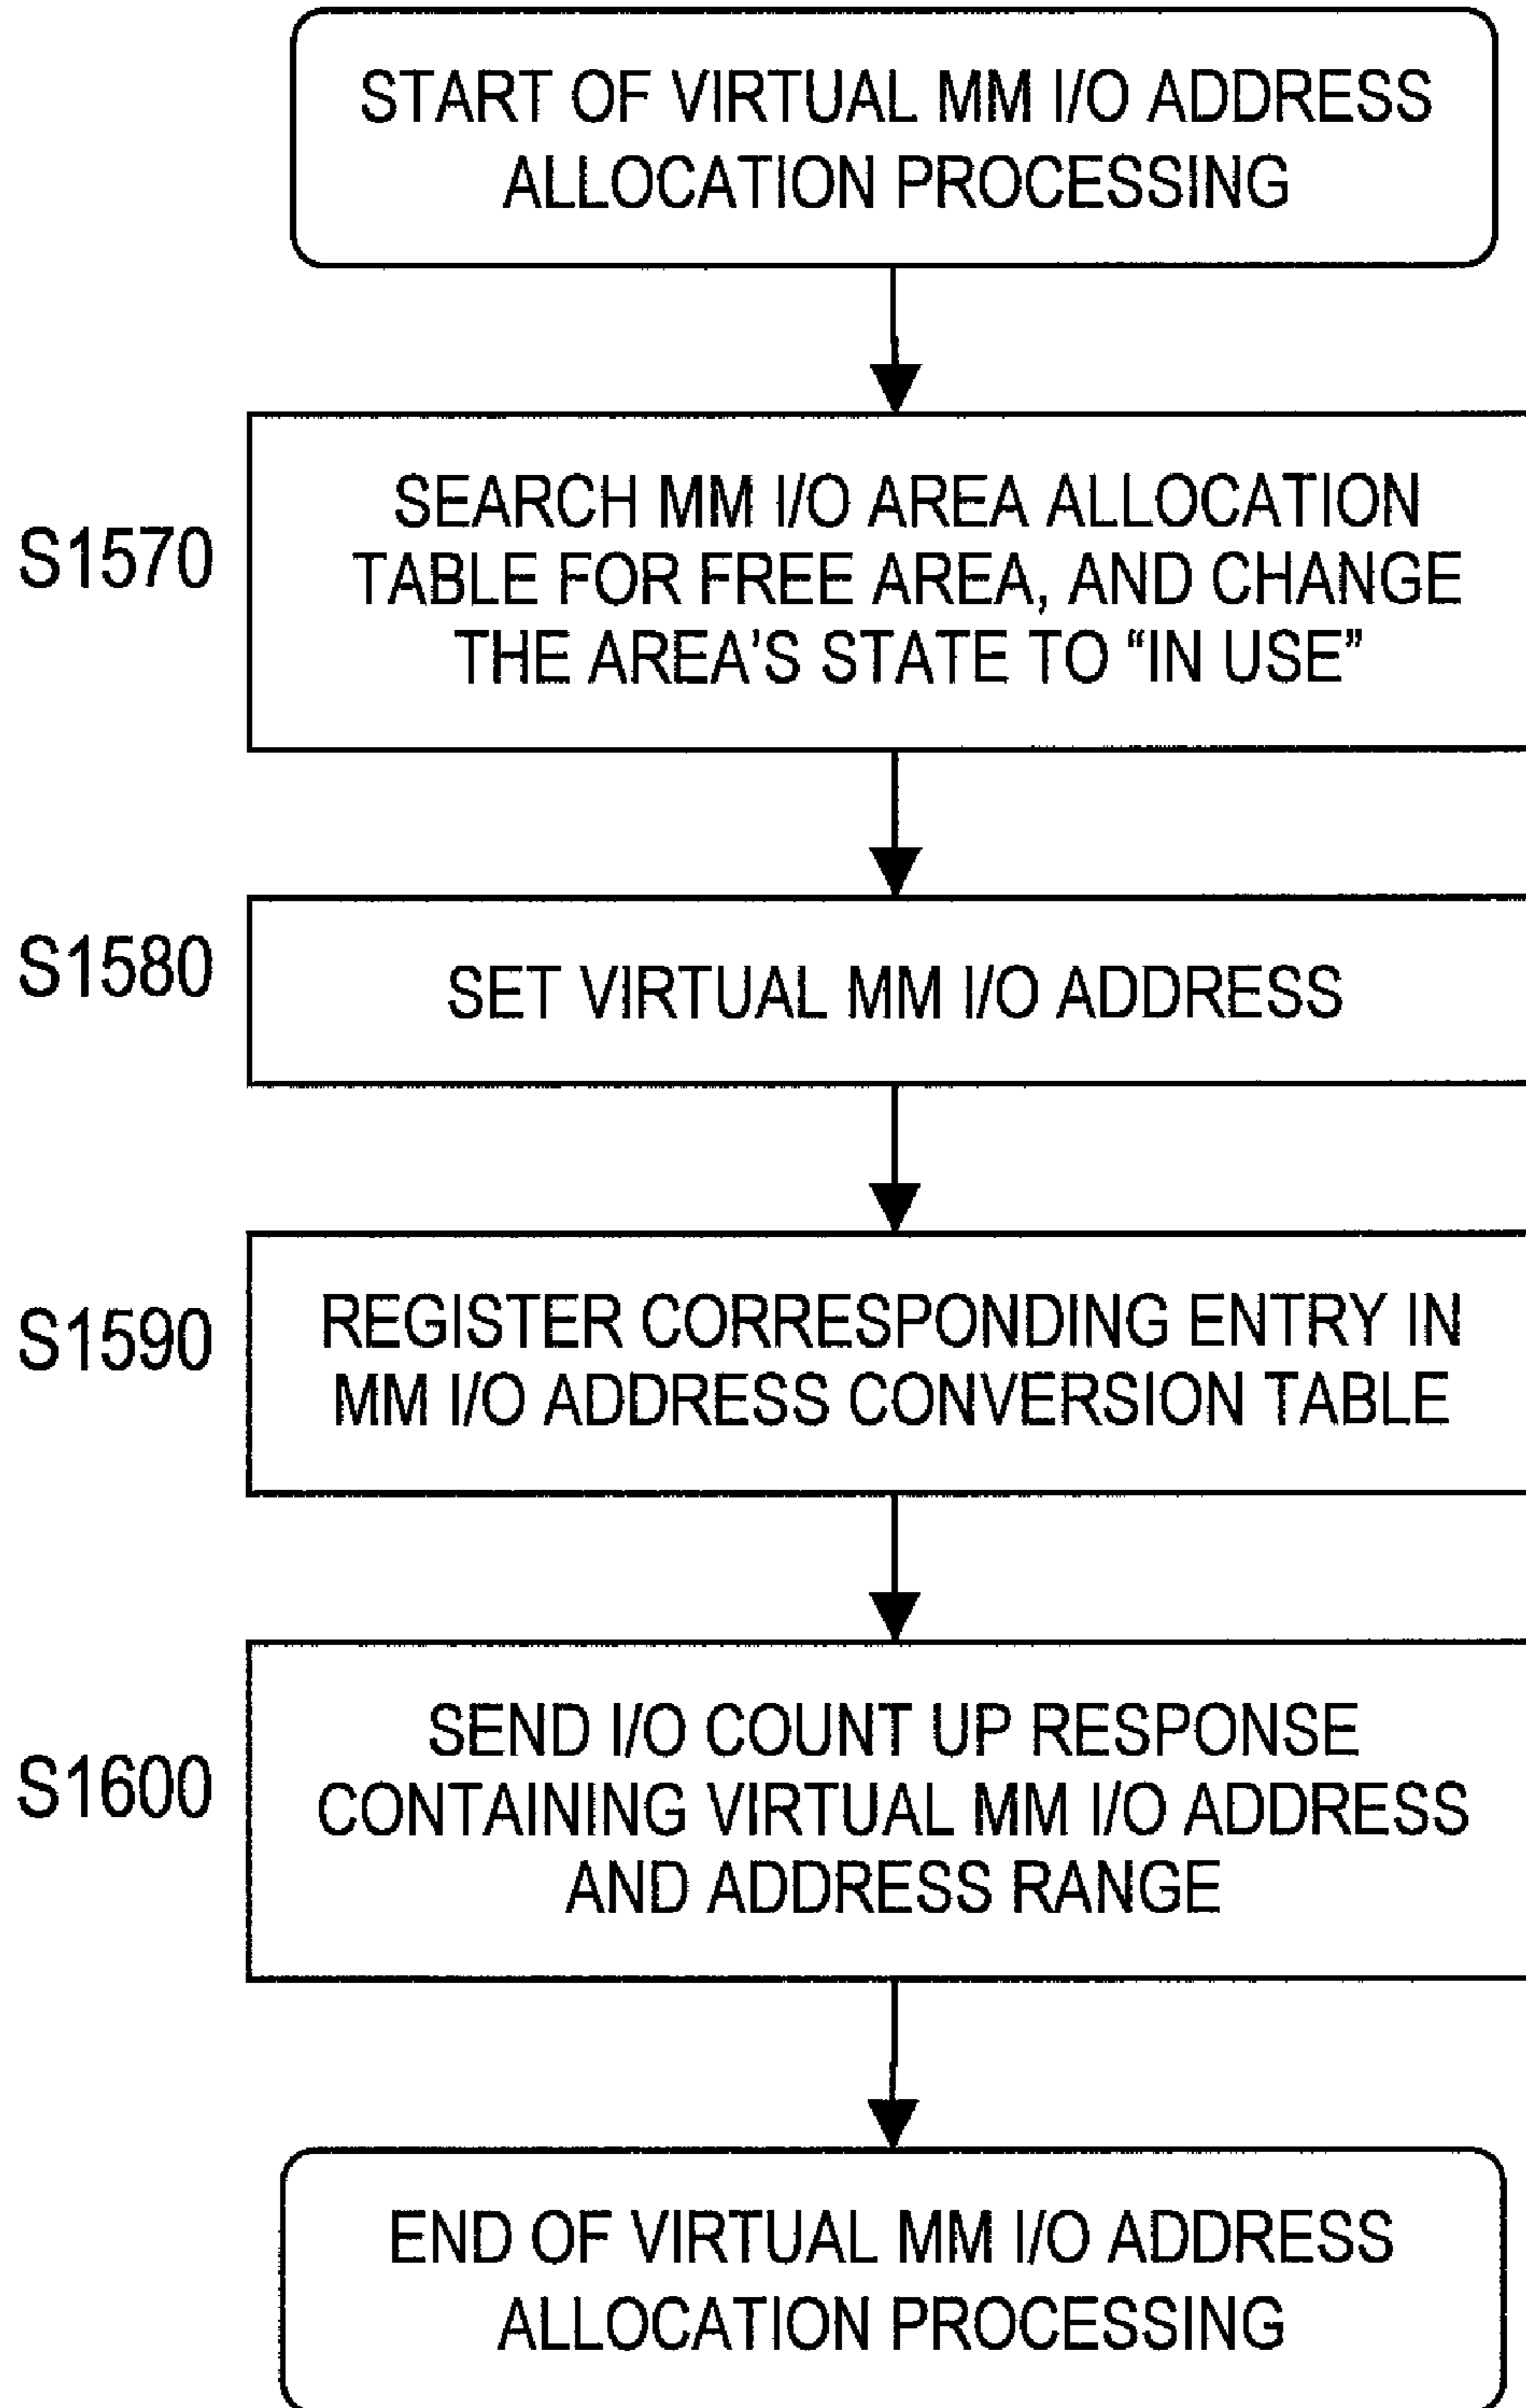 START OF VIRTUAL MM I/O ADDRESS
ALLOCATION PROCESSING
S1570
SEARCH MM I/O AREA ALLOCATION
TABLE FOR FREE AREA, AND CHANGE
THE AREA'S STATE TO “IN USE”
S1580
SET VIRTUAL MM I/O ADDRESS
S1590
REGISTER CORRESPONDING ENTRY IN
MM I/O ADDRESS CONVERSION TABLE
S1600
SEND I/O COUNT UP RESPONSE
CONTAINING VIRTUAL MM I/O ADDRESS
AND ADDRESS RANGE
END OF VIRTUAL MM I/O ADDRESS
ALLOCATION PROCESSING